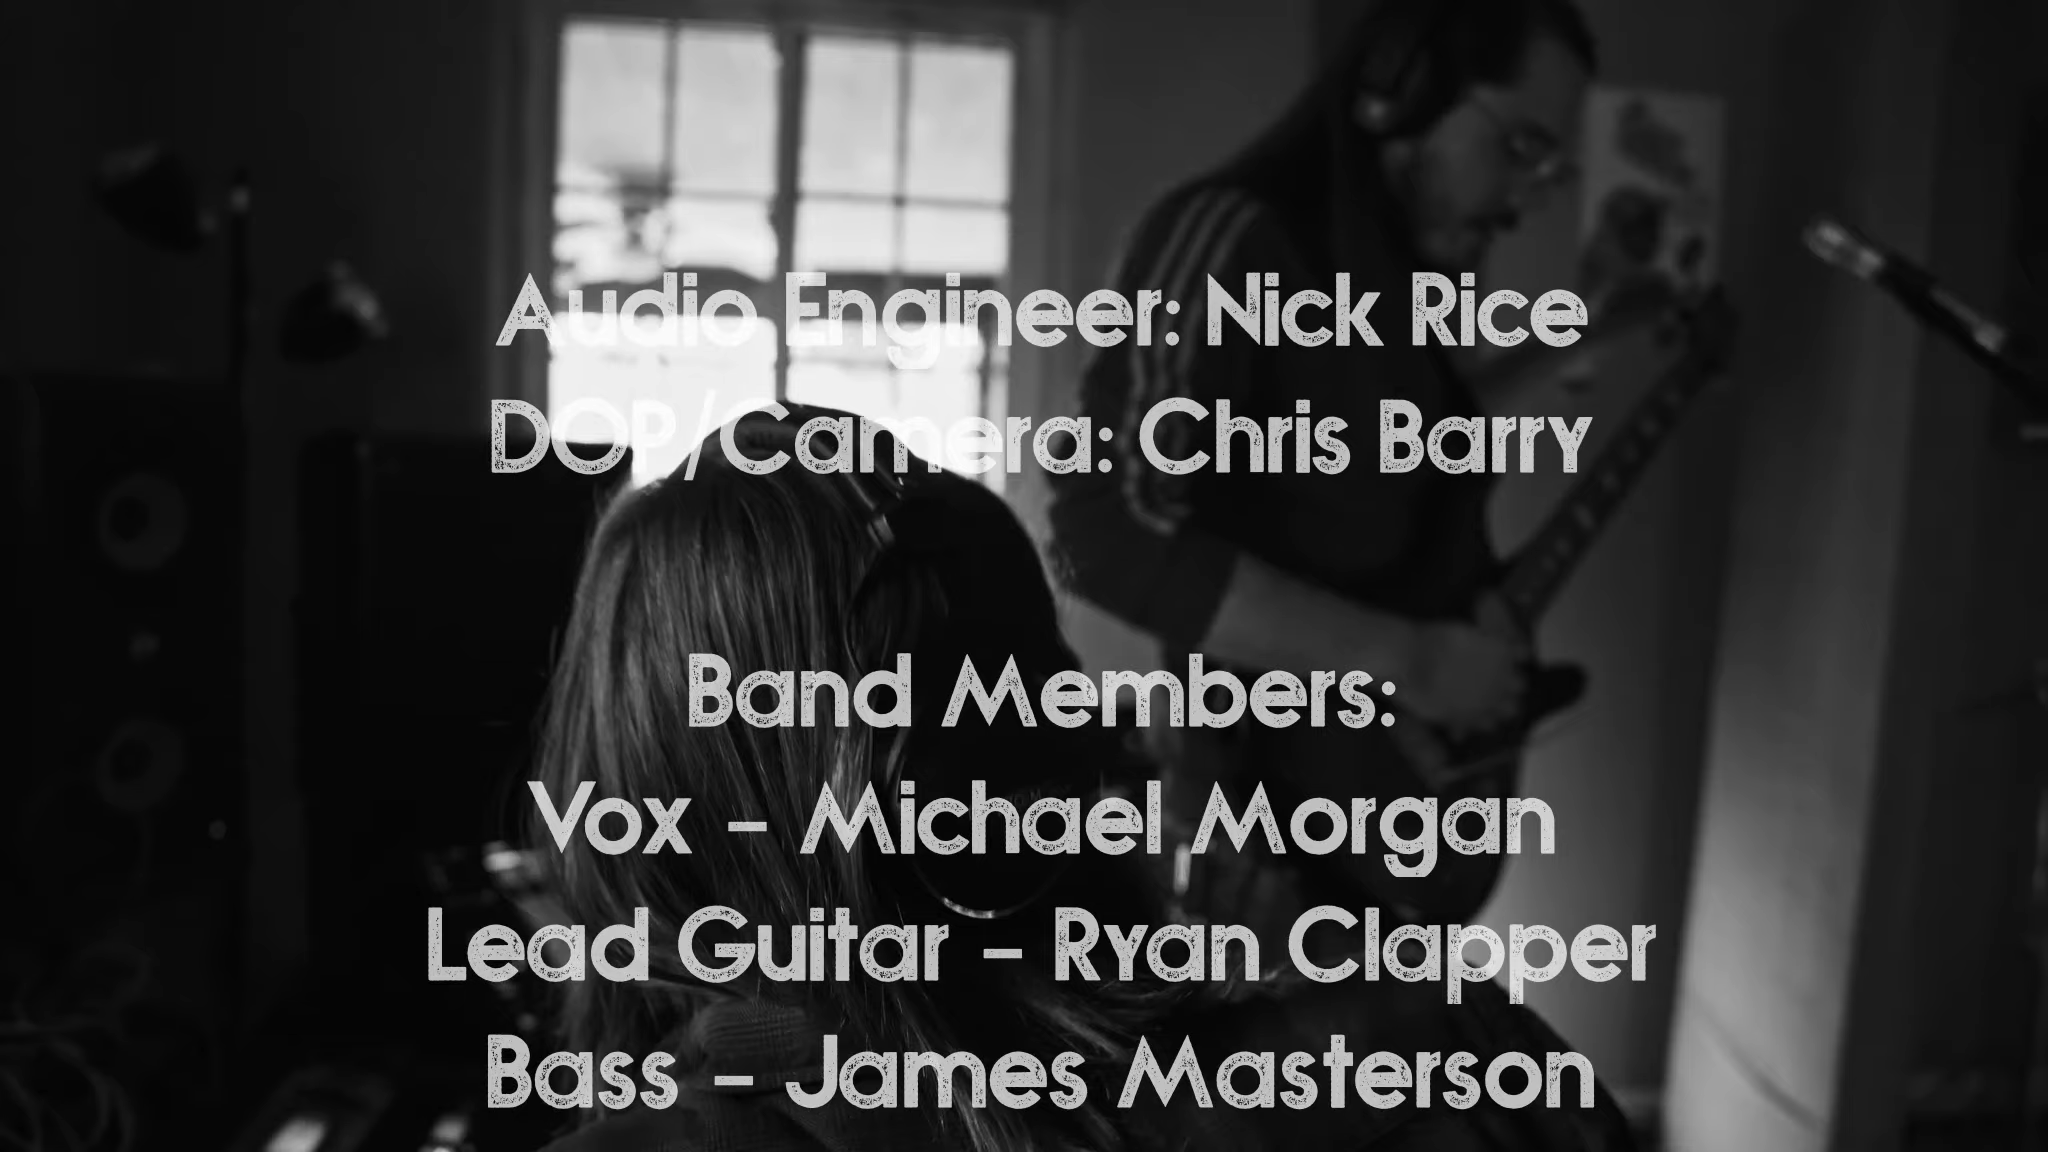 Audio Engineer: Nick Rice
DOP/Camera: Chris Barry
Band Members:
Vox - Michael Morgan
Lead Guitar - Ryan Clapper
Bass - James Masterson